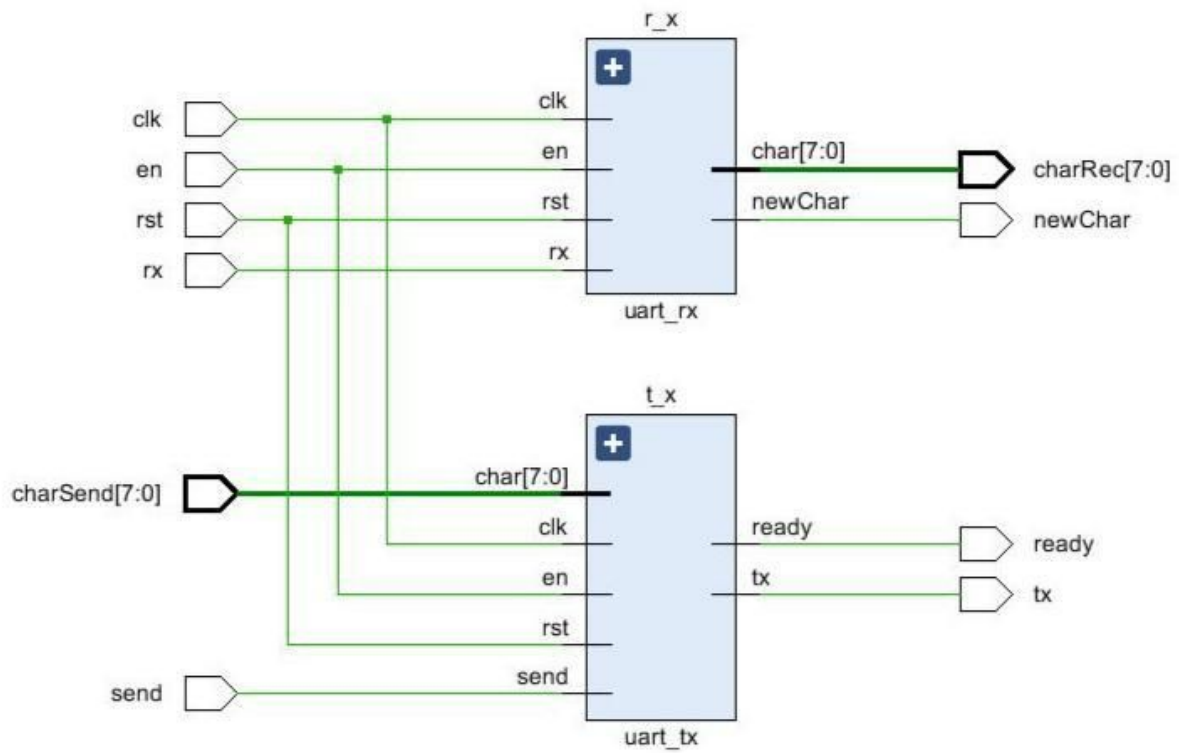 r_x
clk
en
rst
rx
clk
en
rst
rx
char[7:0]
newChar
charRec[7:0]
newChar
uart_rx
t_x
charSend[7:0]
send
char[7:0]
clk
en
rst
send
ready
tx
ready
tx
uart_tx